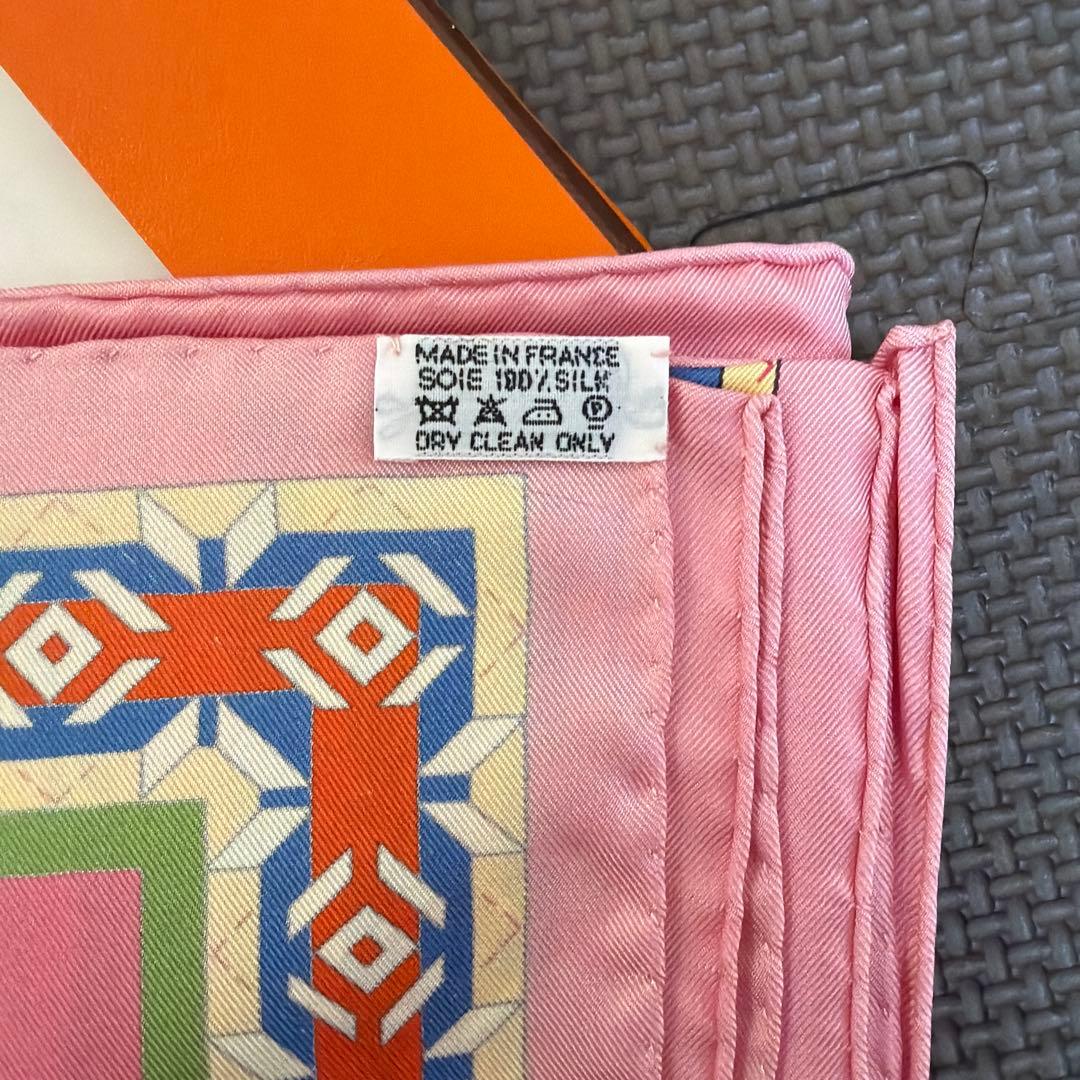 MADE IN FRANCE
SOIE 100% SILK
P
DRY CLEAN ONLY